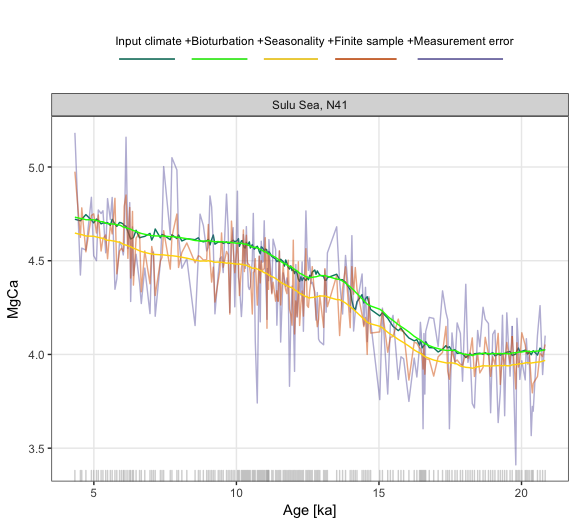 Input climate +Bioturbation +Seasonality +Finite sample +Measurement error
Sulu Sea, N41
5.0
4.5
4.0
3.5
MgCa
5 10 15 20
Age [ka]